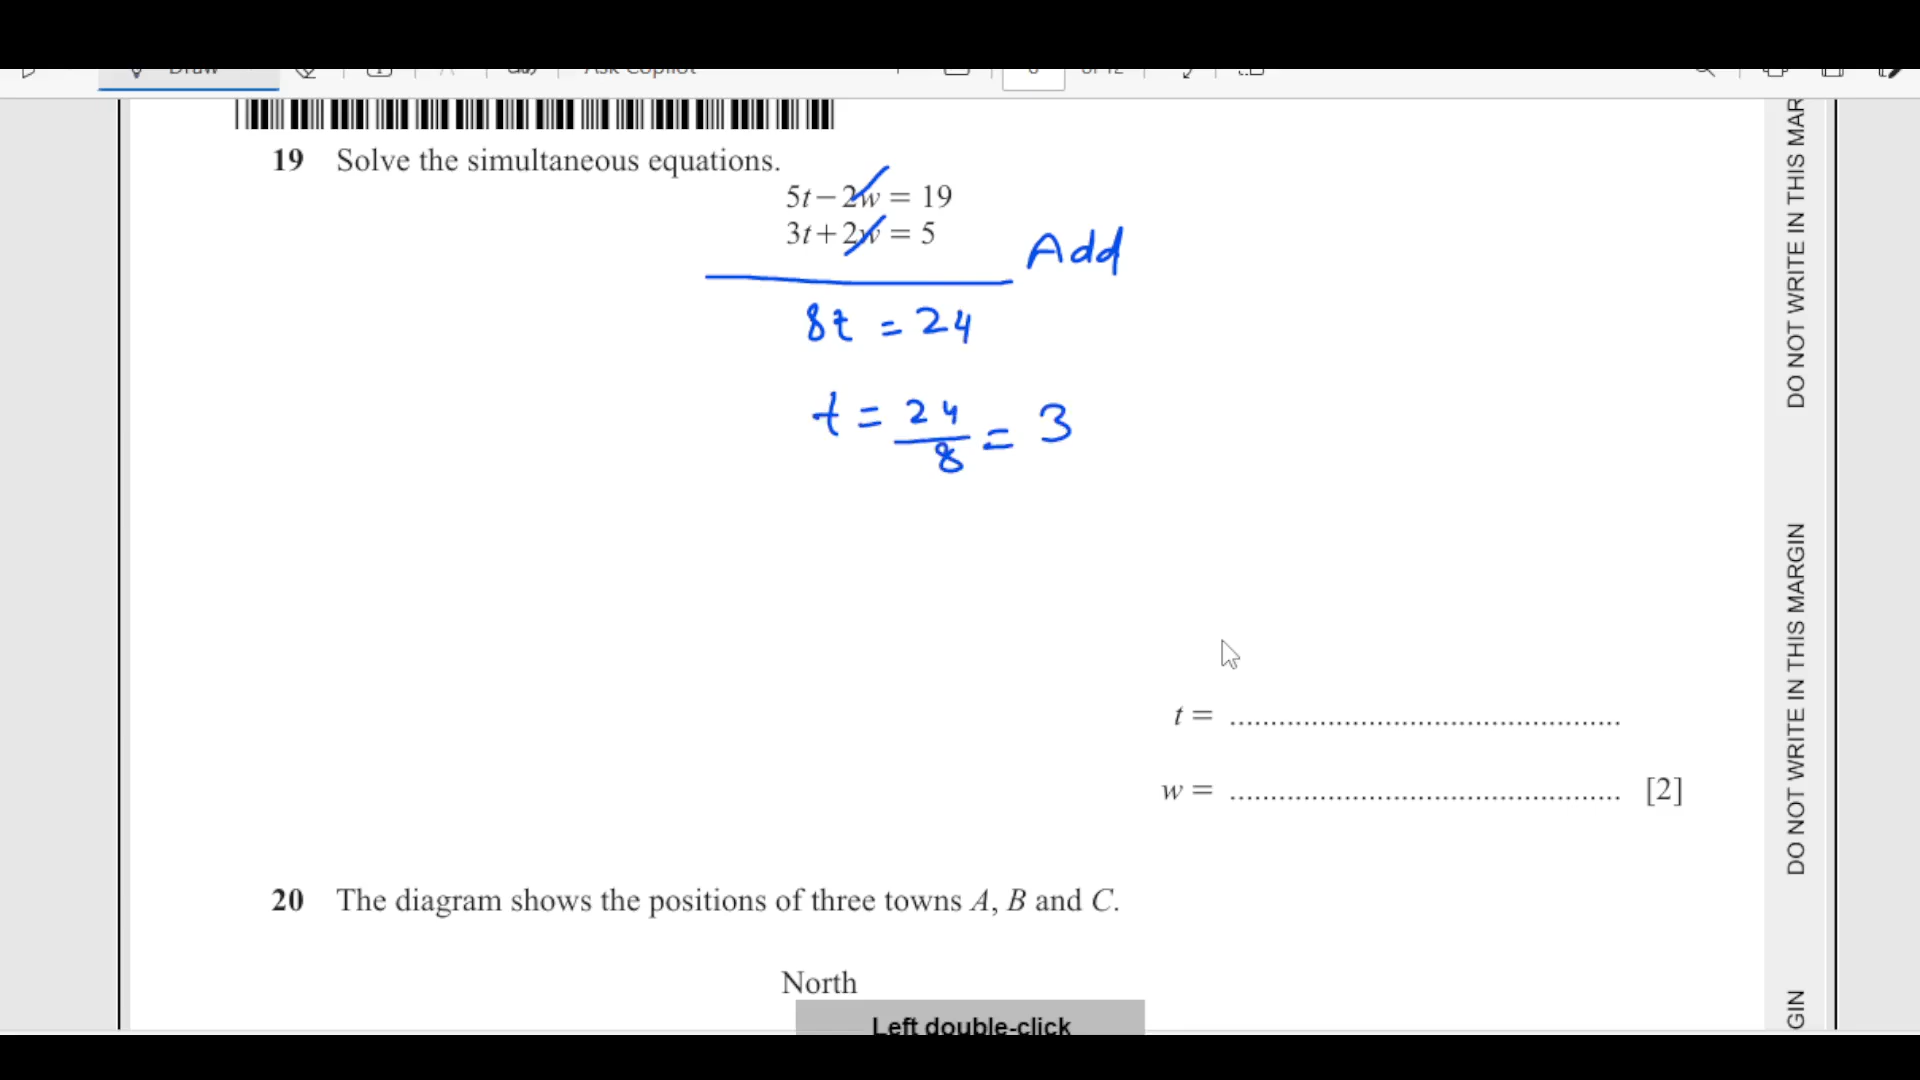 of 12
19 Solve the simultaneous equations.
5t − 2w = 19
3t + 2w = 5
Add
8t = 24
t = 24/8 = 3
t = ................................................
w = ................................................ [2]
20 The diagram shows the positions of three towns A, B and C.
North
Left double-click
DO NOT WRITE IN THIS MAR
DO NOT WRITE IN THIS MARGIN
GIN